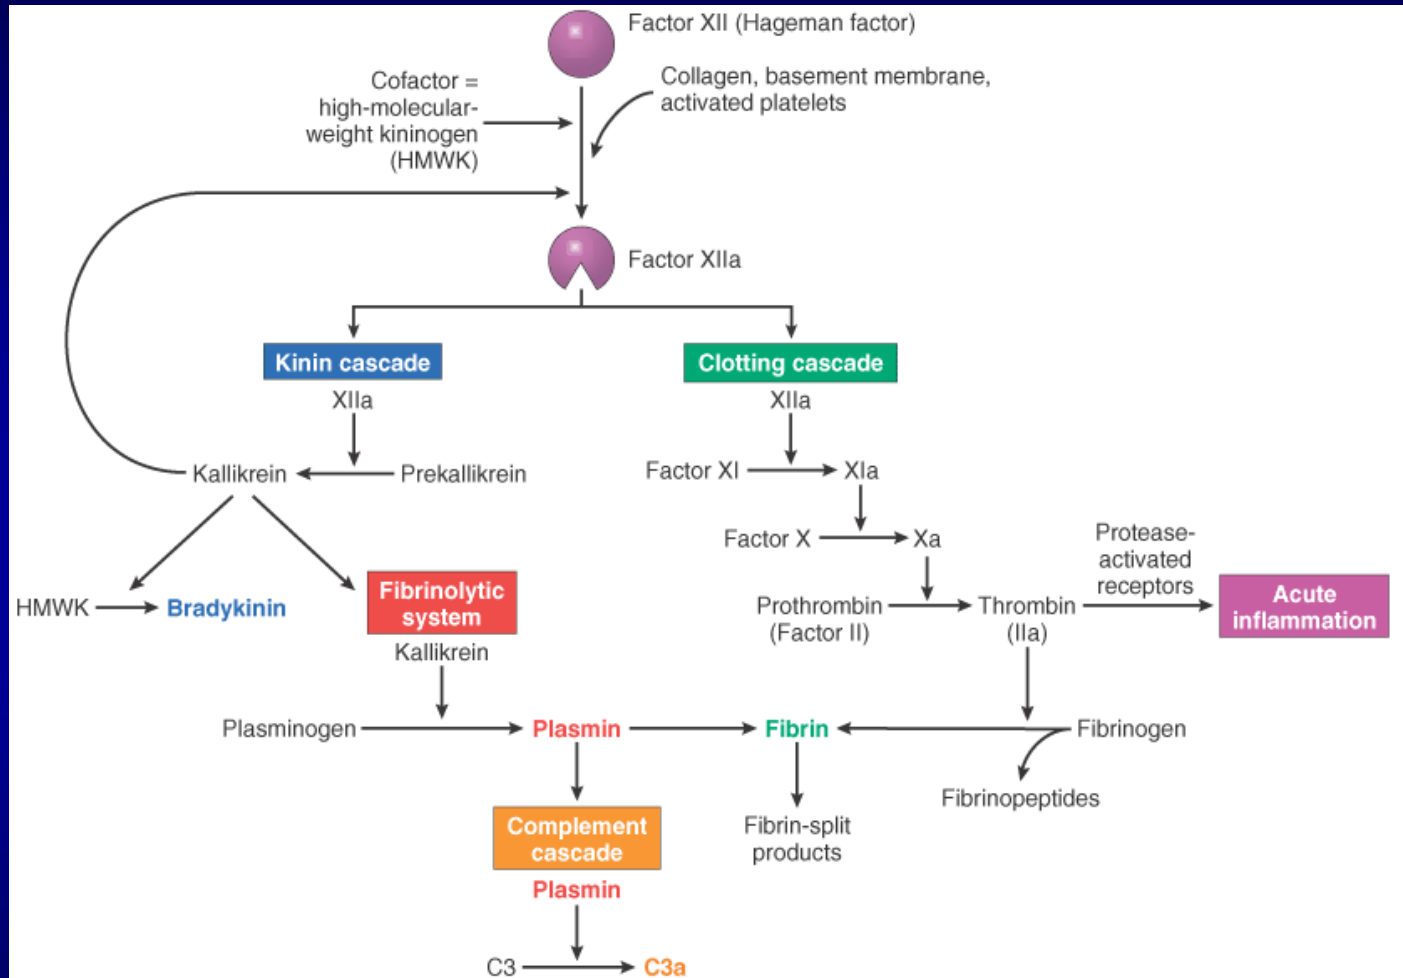 Factor XII (Hageman factor)
Cofactor =
high-molecular-
weight kininogen
(HMWK)
Collagen, basement membrane,
activated platelets
Factor XIIa
Kinin cascade
XIIa
Kallikrein
Prekallikrein
HMWK
Bradykinin
Fibrinolytic
system
Kallikrein
Clotting cascade
XIIa
Factor XI
XIa
Factor X
Xa
Prothrombin
(Factor II)
Thrombin
(IIa)
Protease-
activated
receptors
Acute
inflammation
Plasminogen
Plasmin
Fibrin
Fibrinogen
Fibrinopeptides
Fibrin-split
products
Complement
cascade
Plasmin
C3
C3a